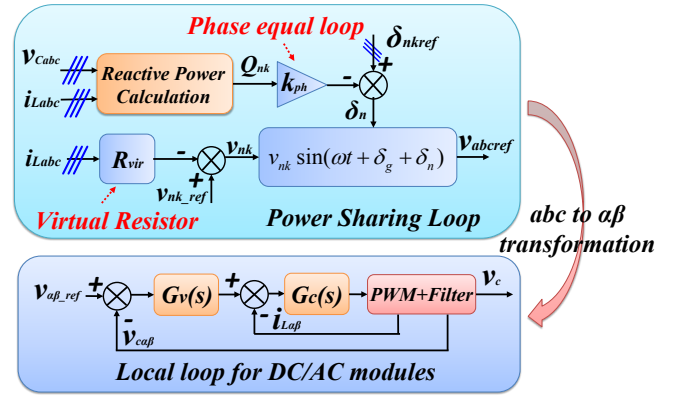 Phase equal loop
v_Cabc
i_Labc
Reactive Power
Calculation
Q_nk
k_ph
-
+
δ_nkref
δ_n
i_Labc
R_vir
-
+
v_nk
v_nk_ref
v_nk sin(ωt + δ_g + δ_n)
v_abcref
Virtual Resistor
Power Sharing Loop
abc to αβ
transformation
v_αβ_ref
+
-
G_v(s)
+
-
G_c(s)
PWM+Filter
v_c
i_Lαβ
v_cαβ
Local loop for DC/AC modules